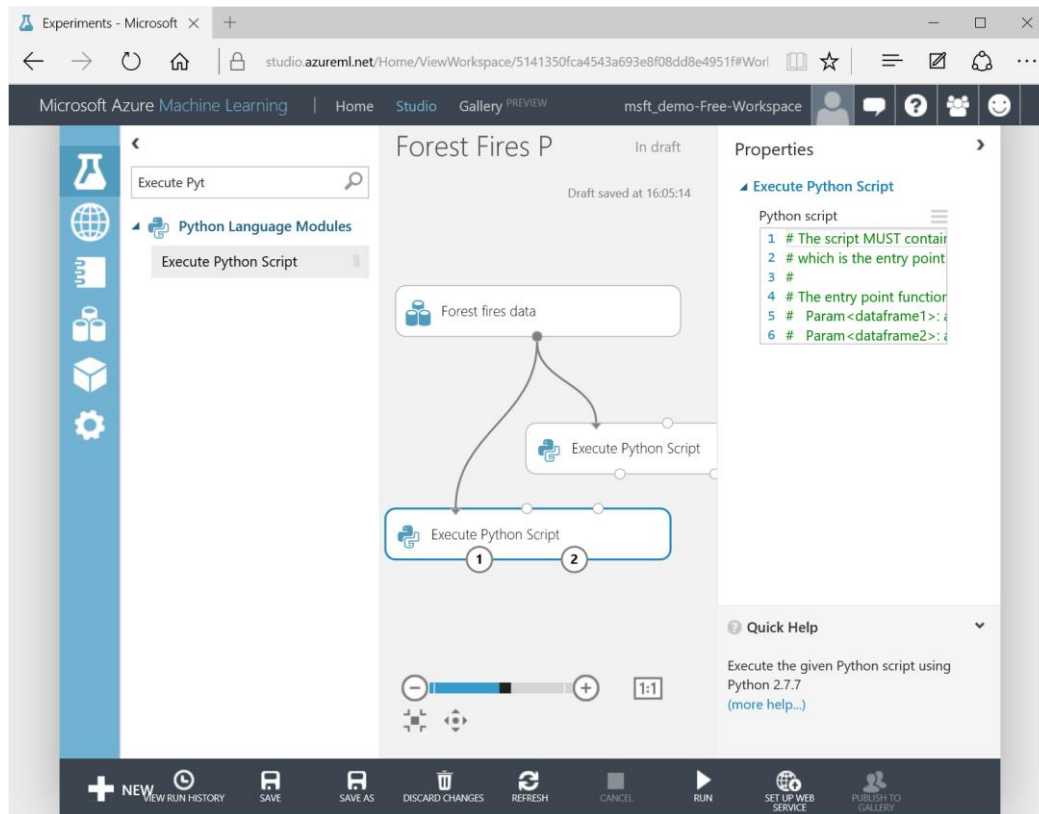 Experiments - Microsoft
studio.azureml.net/Home/ViewWorkspace/5141350fca4543a693e8f08dd8e4951f#Worl
Microsoft Azure Machine Learning | Home Studio Gallery PREVIEW msft_demo-Free-Workspace
Execute Pyt
Python Language Modules
Execute Python Script
Forest Fires P
In draft
Draft saved at 16:05:14
Forest fires data
Execute Python Script
Execute Python Script
1 2
Properties
Execute Python Script
Python script
1 # The script MUST contain
2 # which is the entry point
3 #
4 # The entry point function
5 # Param<dataframe1>: a
6 # Param<dataframe2>: a
Quick Help
Execute the given Python script using
Python 2.7.7
(more help...)
1:1
NEW
VIEW RUN HISTORY
SAVE
SAVE AS
DISCARD CHANGES
REFRESH
CANCEL
RUN
SET UP WEB
SERVICE
PUBLISH TO
GALLERY